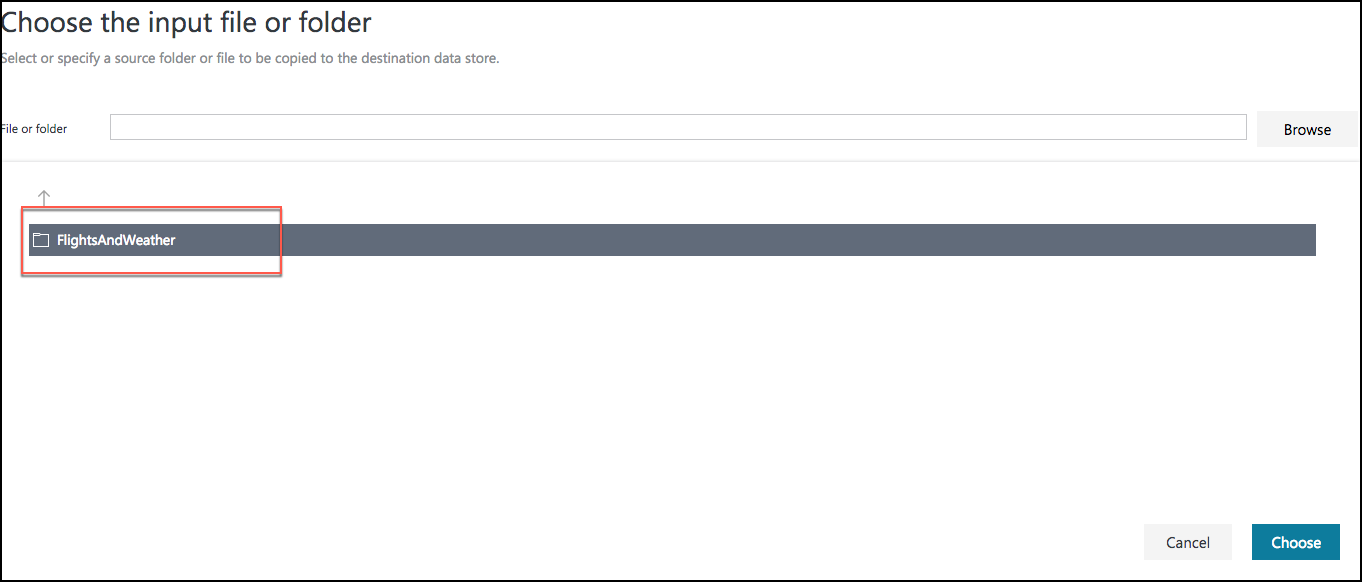 Choose the input file or folder
Select or specify a source folder or file to be copied to the destination data store.
File or folder
Browse
FlightsAndWeather
Cancel
Choose